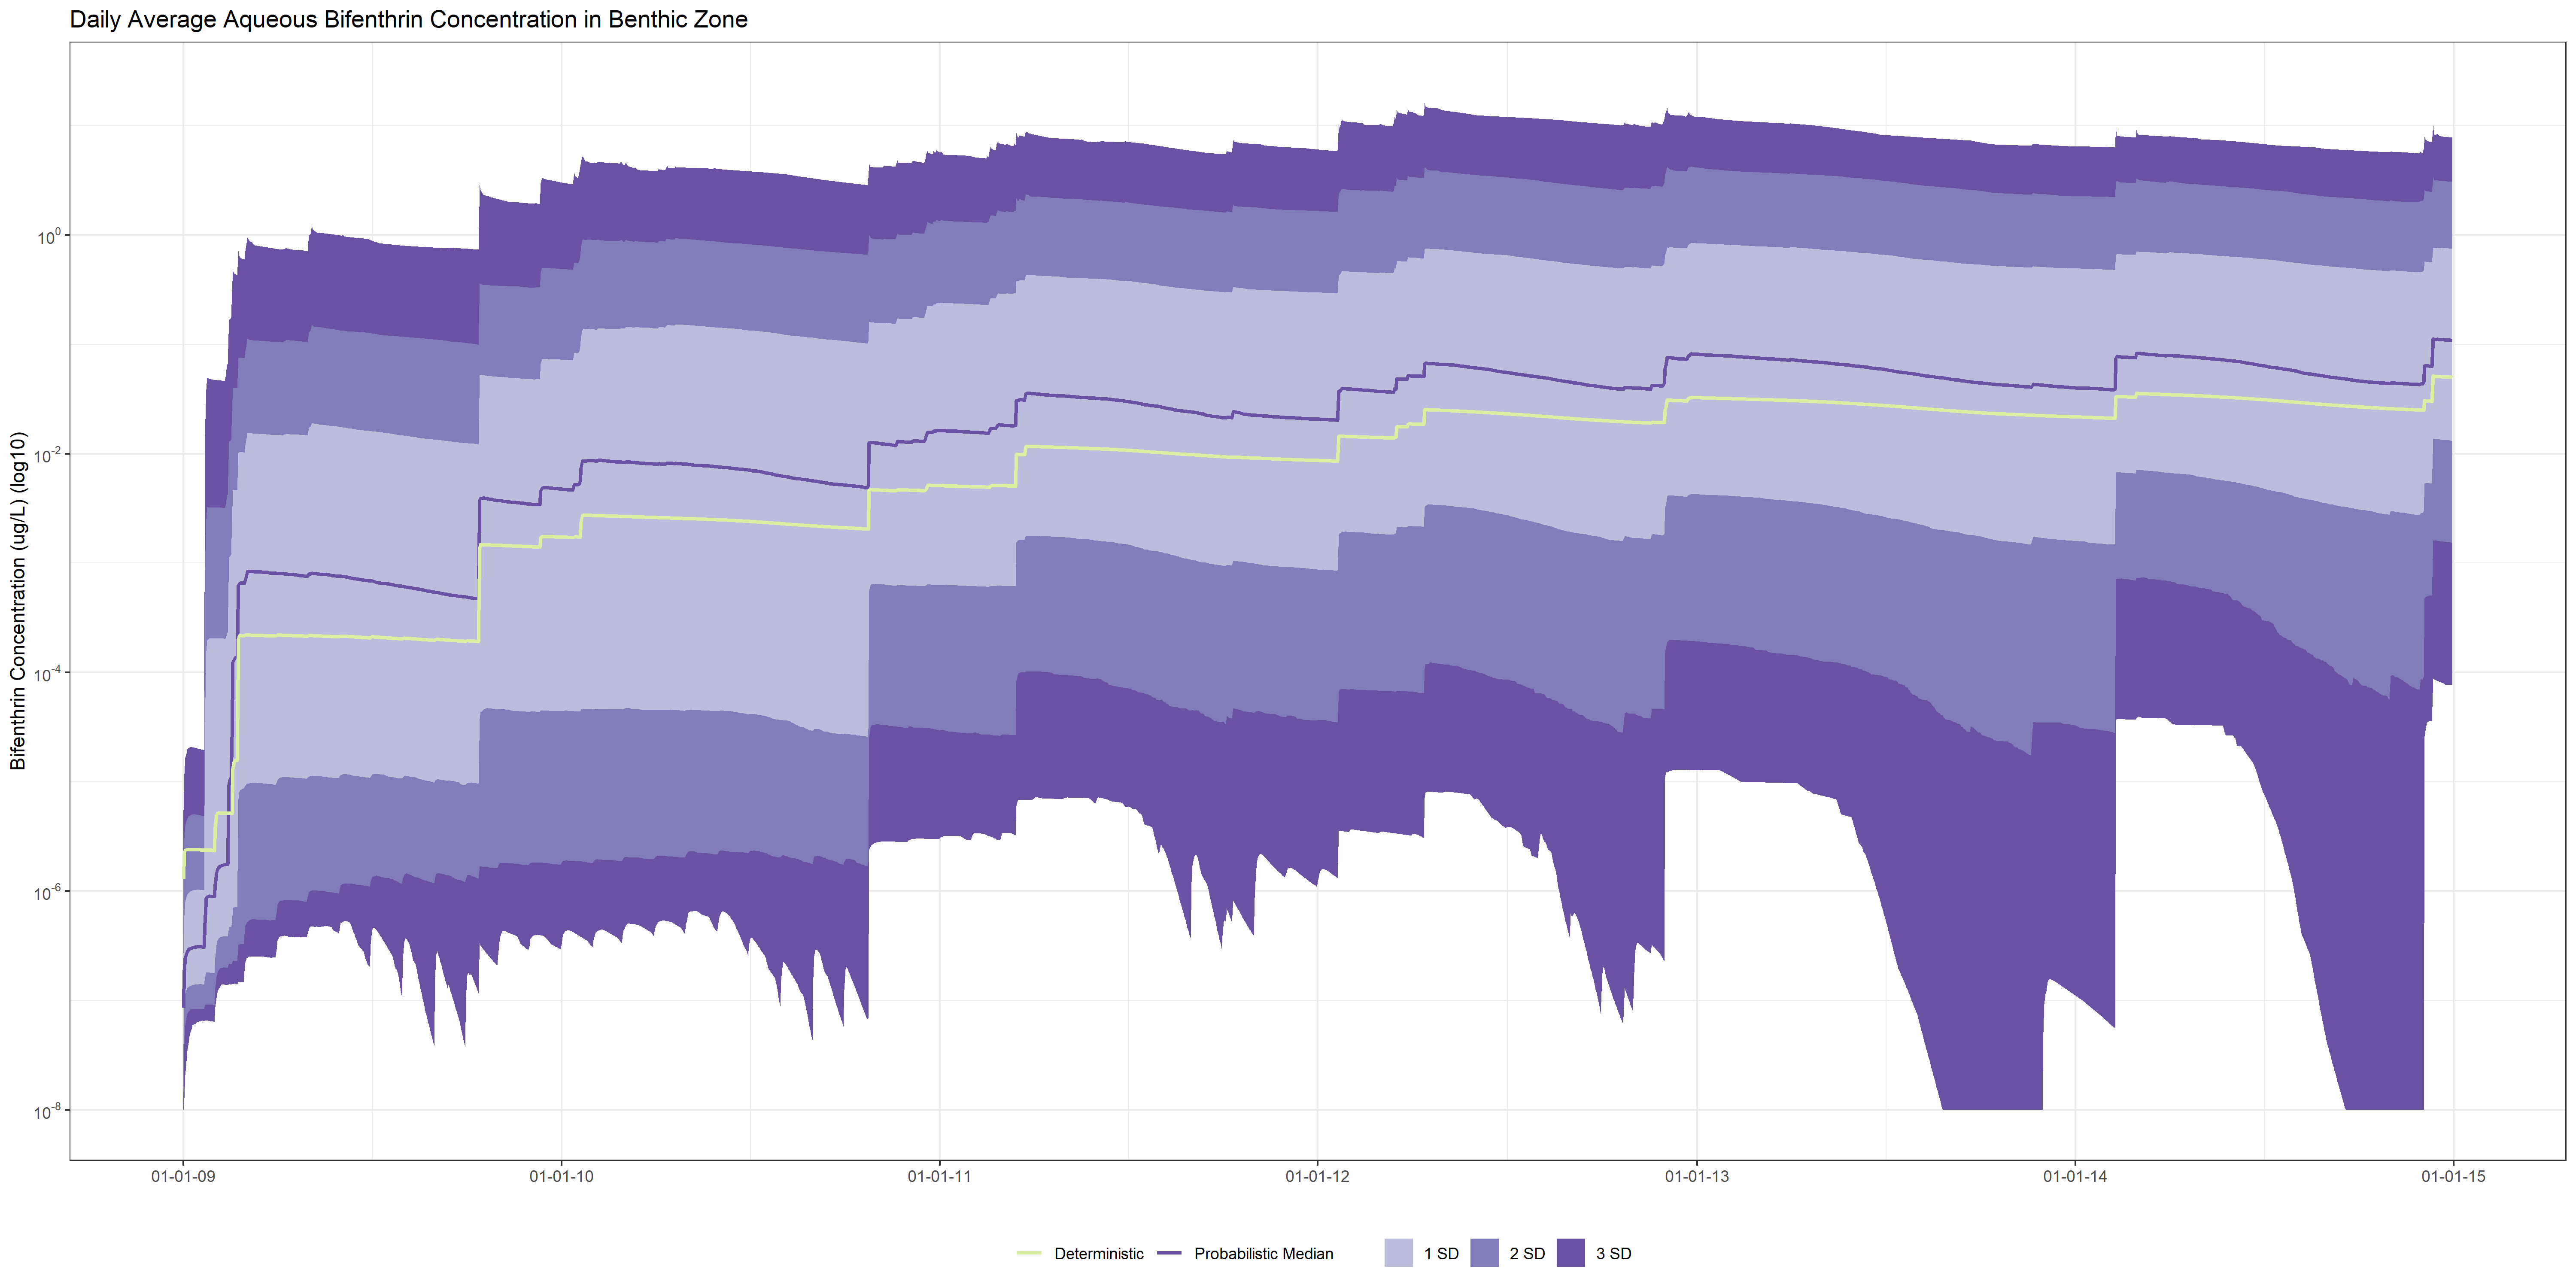 Daily Average Aqueous Bifenthrin Concentration in Benthic Zone
Bifenthrin Concentration (ug/L) (log10)
10^0
10^-2
10^-4
10^-6
10^-8
01-01-09
01-01-10
01-01-11
01-01-12
01-01-13
01-01-14
01-01-15
Deterministic
Probabilistic Median
1 SD
2 SD
3 SD